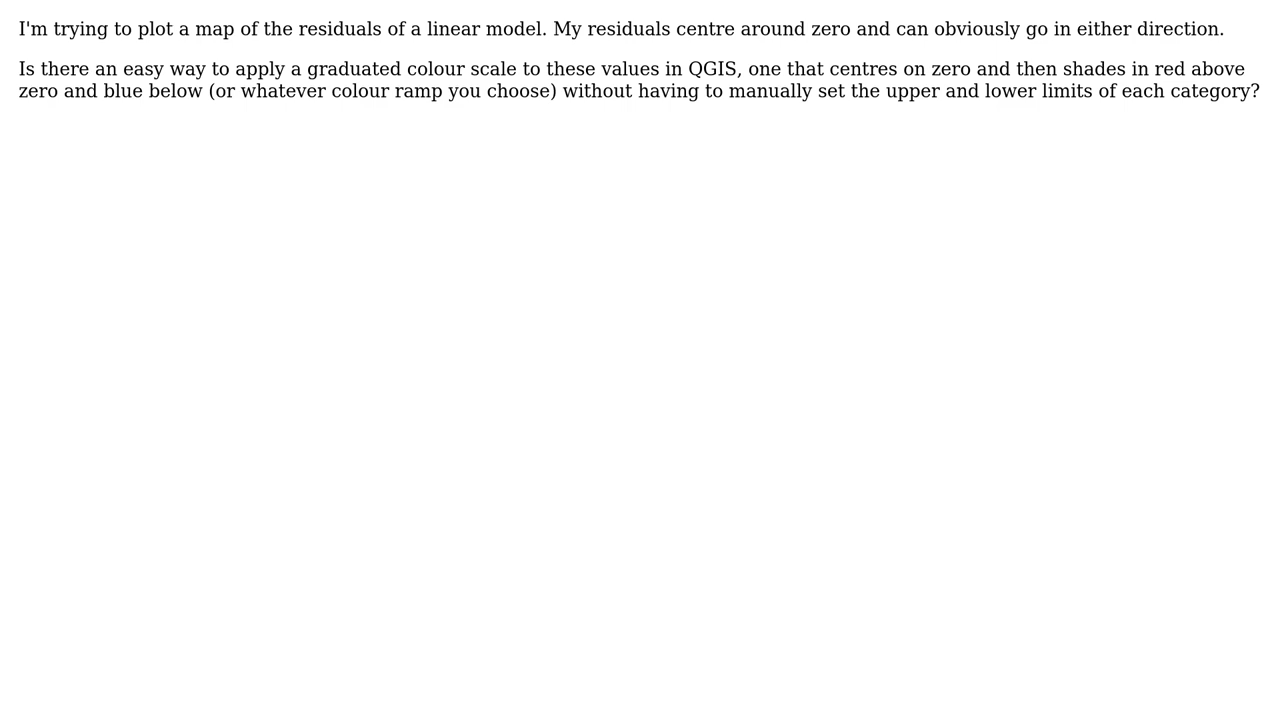 I'm trying to plot a map of the residuals of a linear model. My residuals centre around zero and can obviously go in either direction.
Is there an easy way to apply a graduated colour scale to these values in QGIS, one that centres on zero and then shades in red above
zero and blue below (or whatever colour ramp you choose) without having to manually set the upper and lower limits of each category?